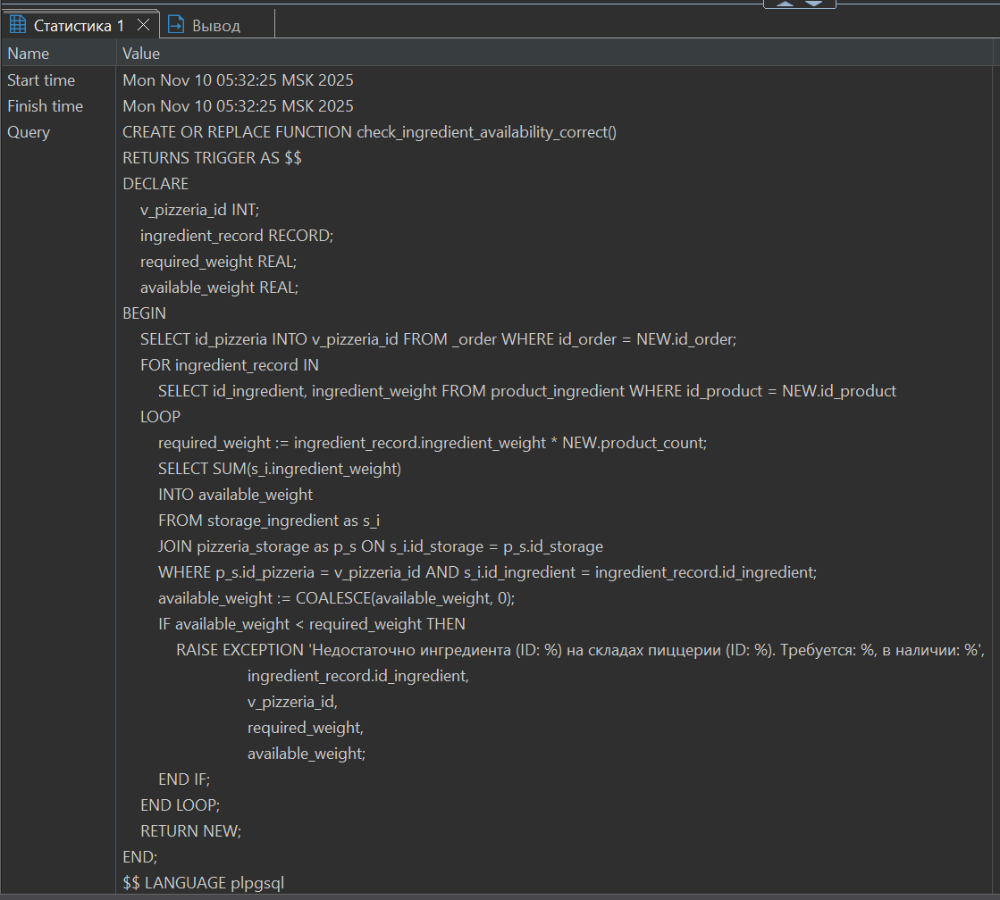 Статистика 1
Вывод
Name Value
Start time Mon Nov 10 05:32:25 MSK 2025
Finish time Mon Nov 10 05:32:25 MSK 2025
Query CREATE OR REPLACE FUNCTION check_ingredient_availability_correct()
RETURNS TRIGGER AS $$
DECLARE
    v_pizzeria_id INT;
    ingredient_record RECORD;
    required_weight REAL;
    available_weight REAL;
BEGIN
    SELECT id_pizzeria INTO v_pizzeria_id FROM _order WHERE id_order = NEW.id_order;
    FOR ingredient_record IN
        SELECT id_ingredient, ingredient_weight FROM product_ingredient WHERE id_product = NEW.id_product
    LOOP
        required_weight := ingredient_record.ingredient_weight * NEW.product_count;
        SELECT SUM(s_i.ingredient_weight)
        INTO available_weight
        FROM storage_ingredient as s_i
        JOIN pizzeria_storage as p_s ON s_i.id_storage = p_s.id_storage
        WHERE p_s.id_pizzeria = v_pizzeria_id AND s_i.id_ingredient = ingredient_record.id_ingredient;
        available_weight := COALESCE(available_weight, 0);
        IF available_weight < required_weight THEN
            RAISE EXCEPTION 'Недостаточно ингредиента (ID: %) на складах пиццерии (ID: %). Требуется: %, в наличии: %',
                            ingredient_record.id_ingredient,
                            v_pizzeria_id,
                            required_weight,
                            available_weight;
        END IF;
    END LOOP;
    RETURN NEW;
END;
$$ LANGUAGE plpgsql